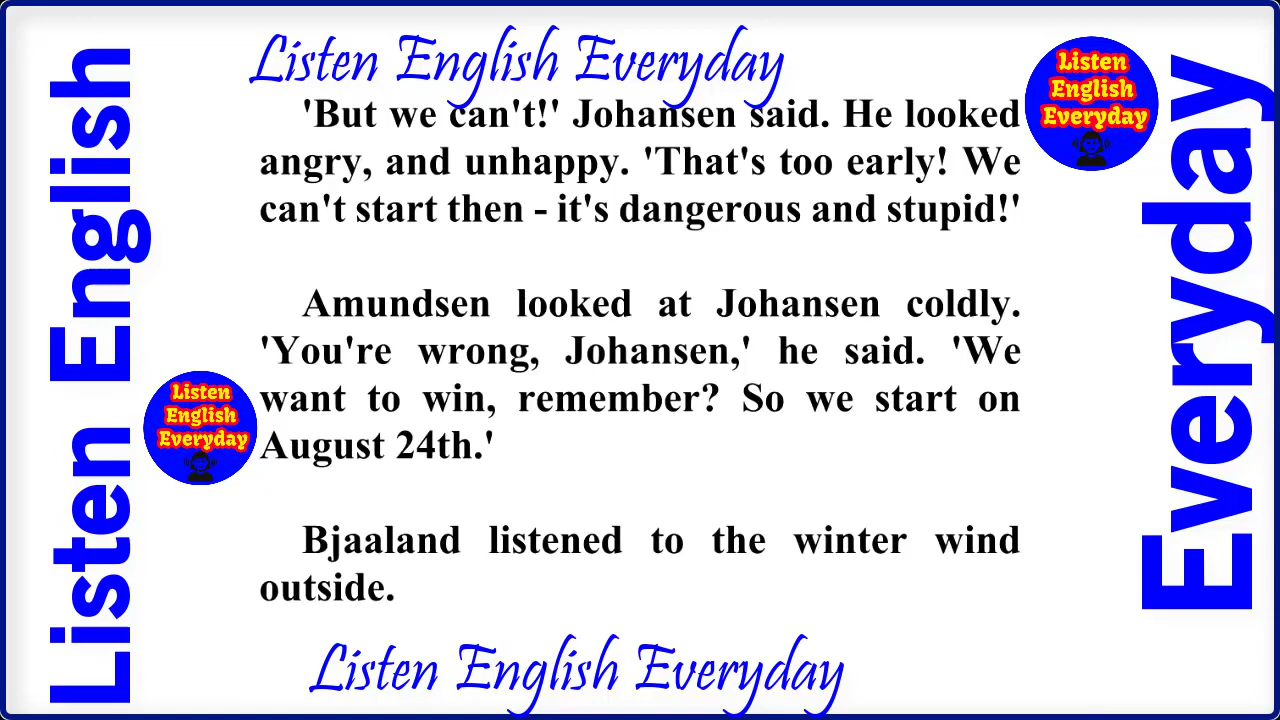 Listen English Everyday
Listen
English
Everyday
'But we can't!' Johansen said. He looked
angry, and unhappy. 'That's too early! We
can't start then - it's dangerous and stupid!'
Amundsen looked at Johansen coldly.
'You're wrong, Johansen,' he said. 'We
want to win, remember? So we start on
August 24th.'
Bjaaland listened to the winter wind
outside.
Listen
English
Everyday
Listen English
Everyday
Listen English Everyday